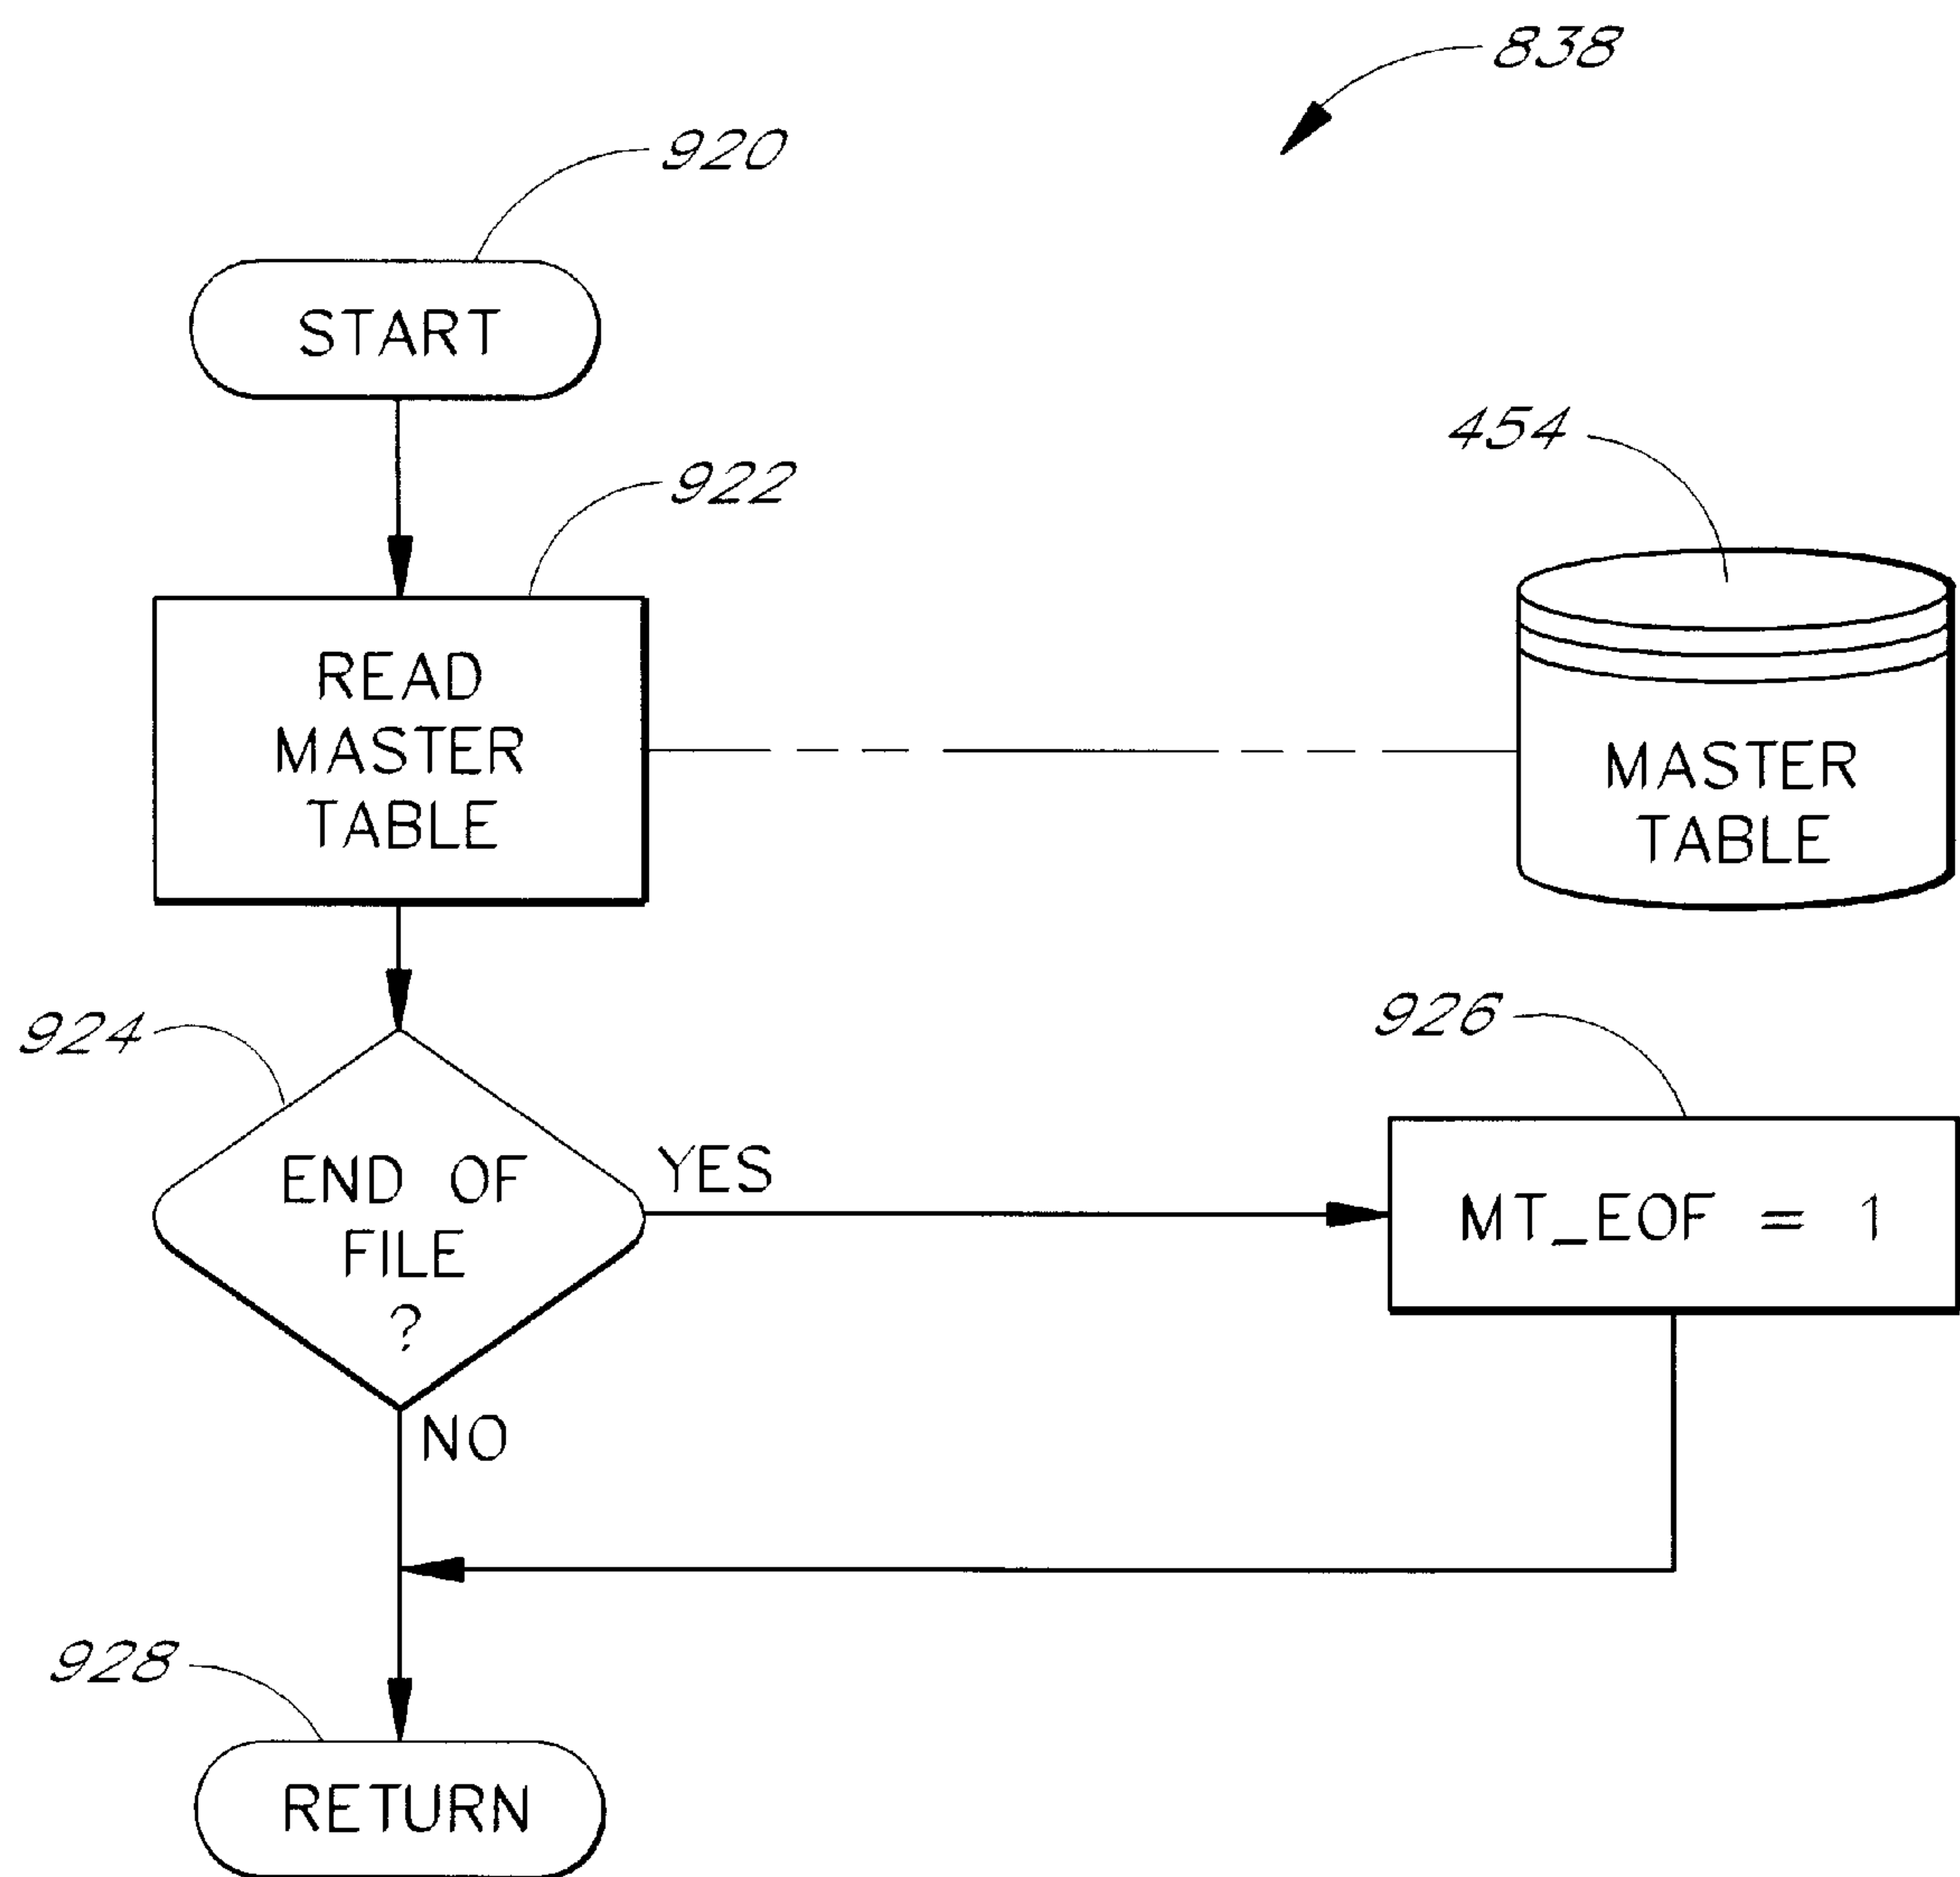 838
920
START
454
922
READ
MASTER
TABLE
MASTER
TABLE
924
926
END OF
FILE
?
YES
MT_EOF = 1
NO
928
RETURN